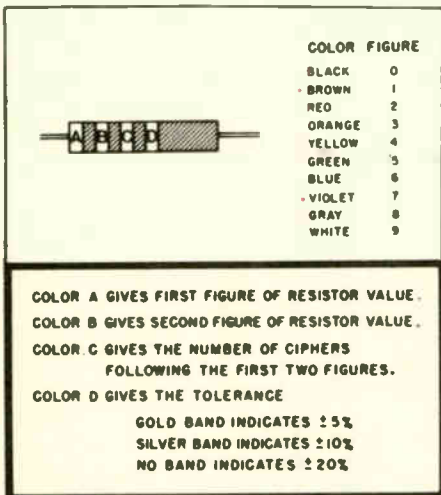 COLOR FIGURE
BLACK 0
BROWN 1
RED 2
ORANGE 3
YELLOW 4
GREEN 5
BLUE 6
VIOLET 7
GRAY 8
WHITE 9
A B C D
COLOR A GIVES FIRST FIGURE OF RESISTOR VALUE.
COLOR B GIVES SECOND FIGURE OF RESISTOR VALUE.
COLOR C GIVES THE NUMBER OF CIPHERS
FOLLOWING THE FIRST TWO FIGURES.
COLOR D GIVES THE TOLERANCE
GOLD BAND INDICATES ±5%
SILVER BAND INDICATES ±10%
NO BAND INDICATES ±20%